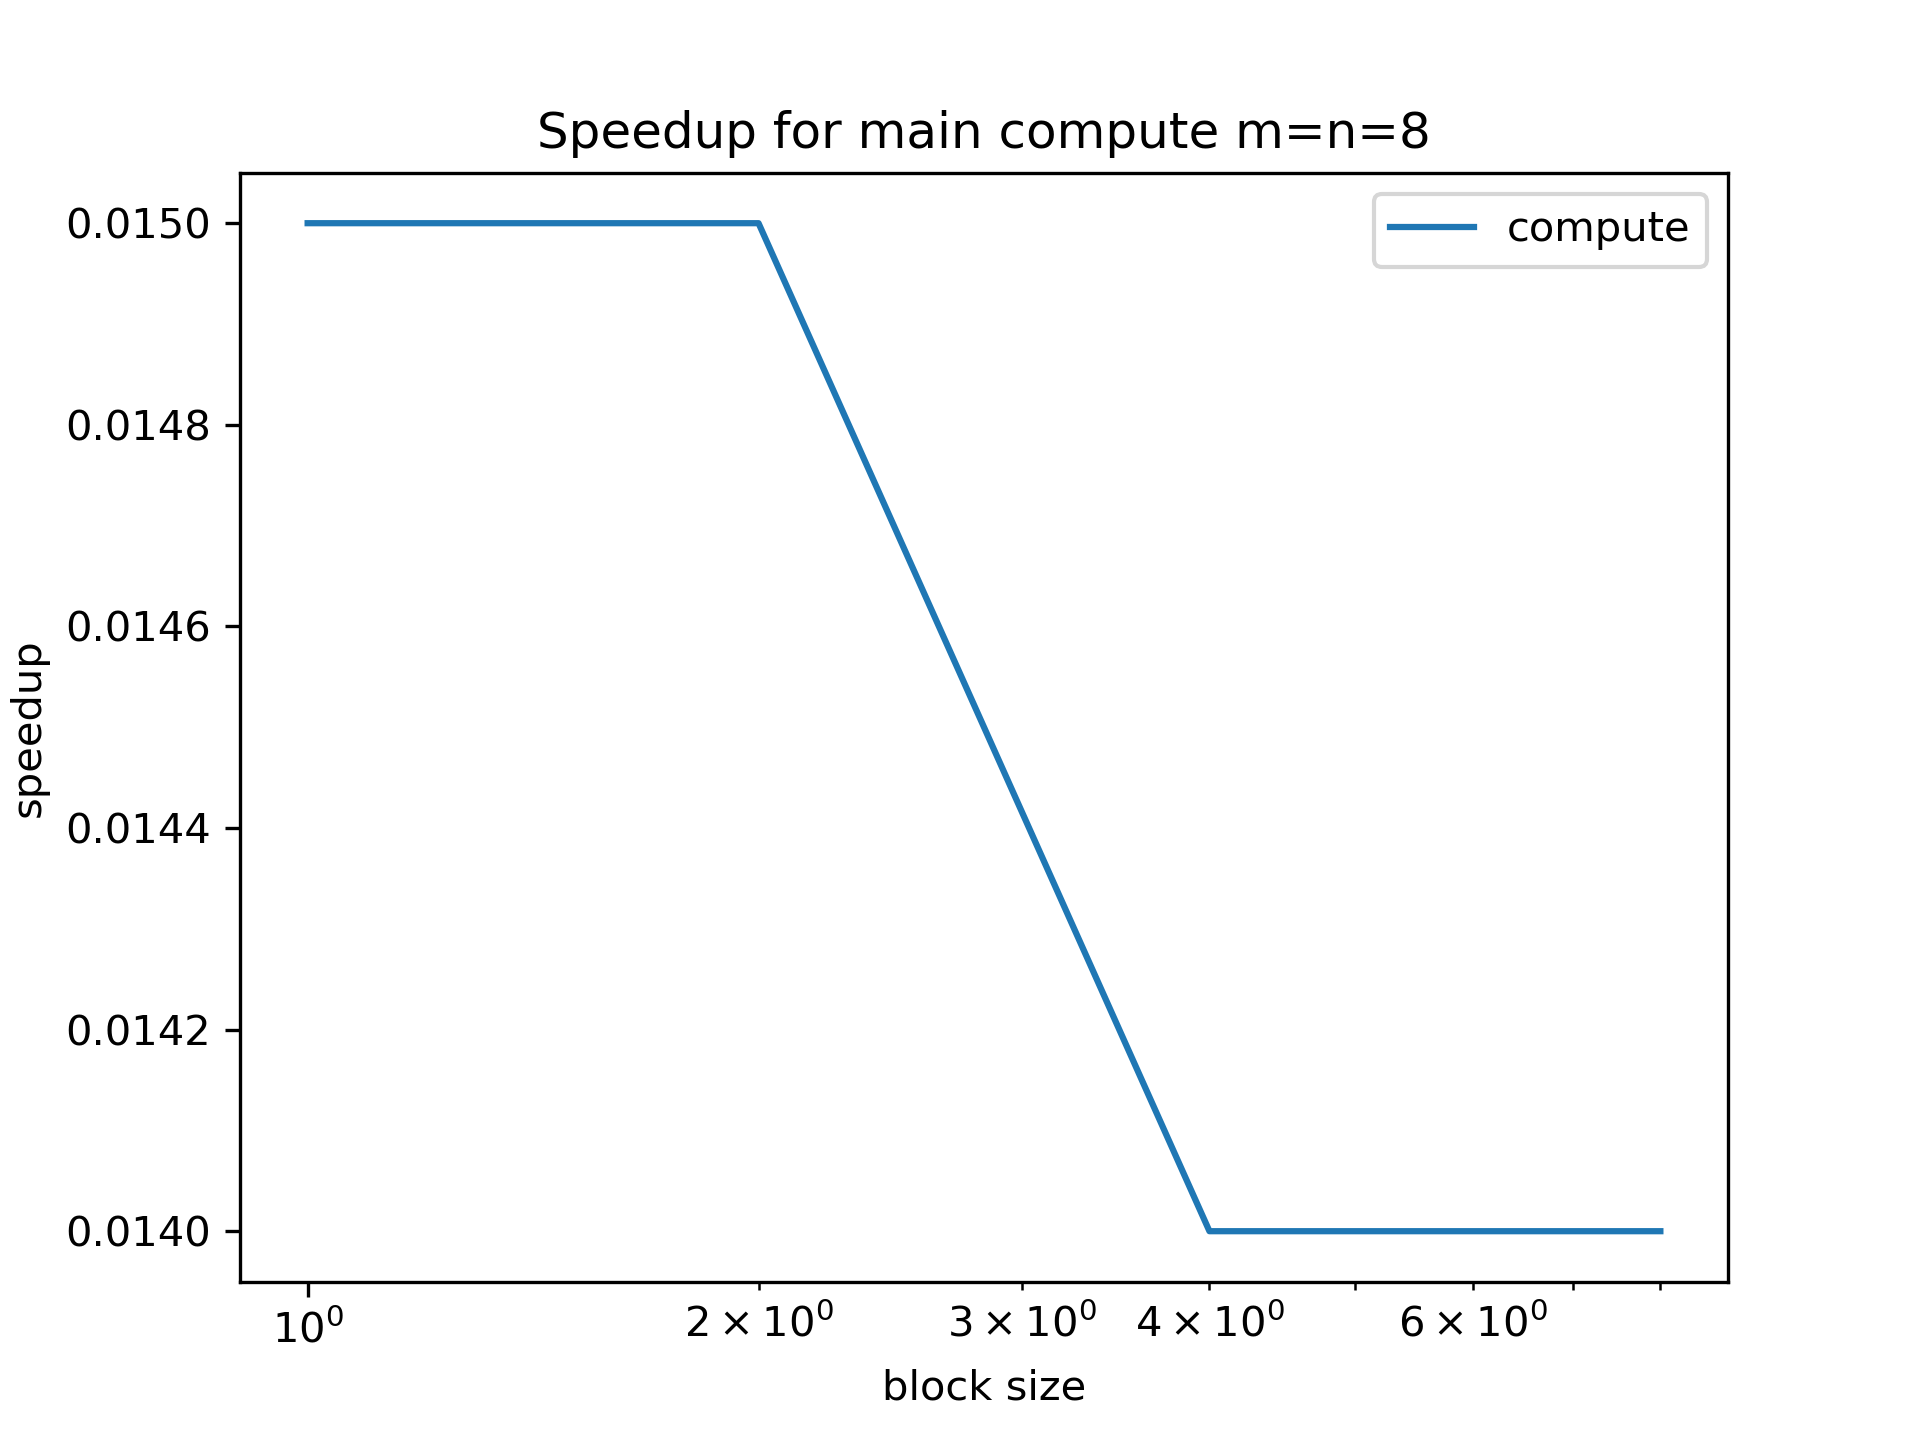 Speedup for main compute m=n=8
compute
0.0150
0.0148
0.0146
0.0144
0.0142
0.0140
speedup
10⁰ 2 × 10⁰ 3 × 10⁰ 4 × 10⁰ 6 × 10⁰
block size